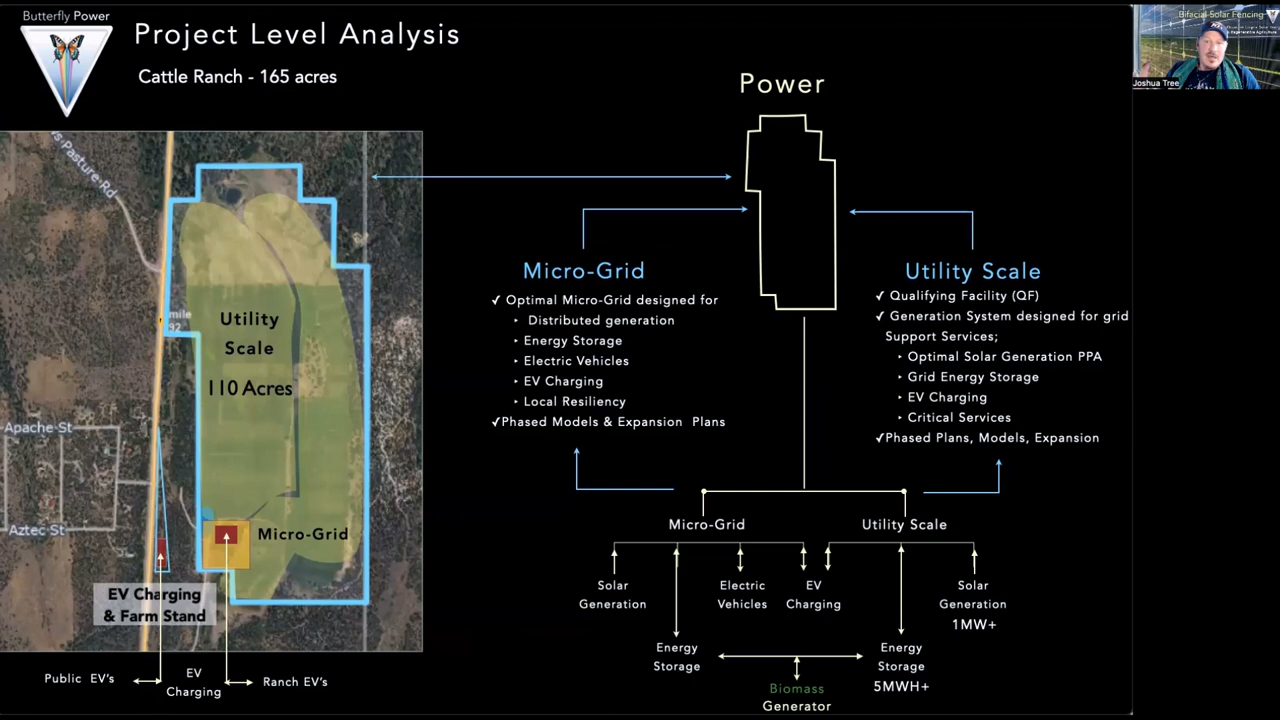 Butterfly Power
Project Level Analysis
Cattle Ranch - 165 acres
Bifacial Solar Fencing
Joshua Tree
s Pasture Rd
mile
92
Utility
Scale
110 Acres
Apache St
Aztec St
Micro-Grid
EV Charging
& Farm Stand
Public EV's
EV
Charging
Ranch EV's
Power
Micro-Grid
✓ Optimal Micro-Grid designed for
‣ Distributed generation
‣ Energy Storage
‣ Electric Vehicles
‣ EV Charging
‣ Local Resiliency
✓Phased Models & Expansion Plans
Utility Scale
✓ Qualifying Facility (QF)
✓ Generation System designed for grid
Support Services;
‣ Optimal Solar Generation PPA
‣ Grid Energy Storage
‣ EV Charging
‣ Critical Services
✓Phased Plans, Models, Expansion
Micro-Grid
Utility Scale
Solar
Generation
Electric
Vehicles
EV
Charging
Solar
Generation
1MW+
Energy
Storage
Energy
Storage
5MWH+
Biomass
Generator